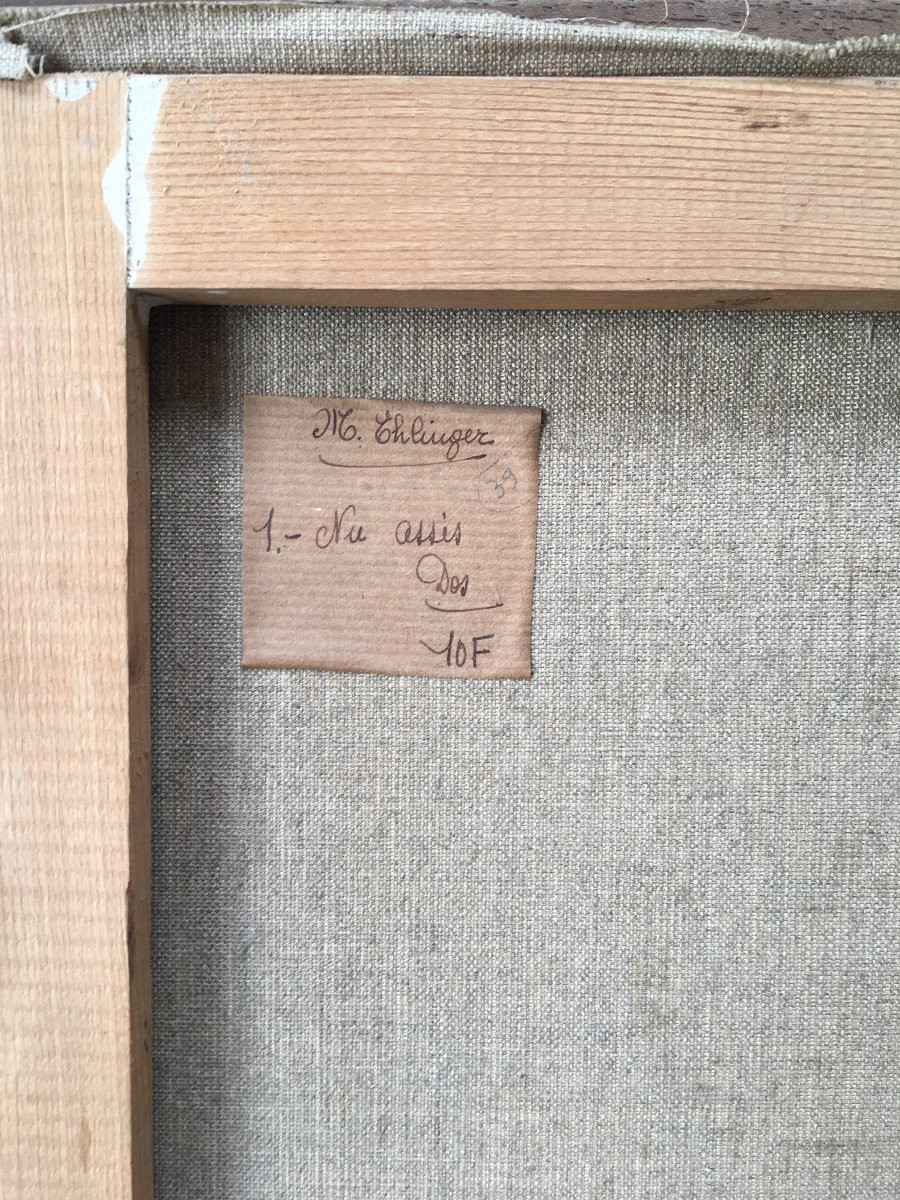 M. Ehlinger
39
1.- Nu assis
Dos
10F